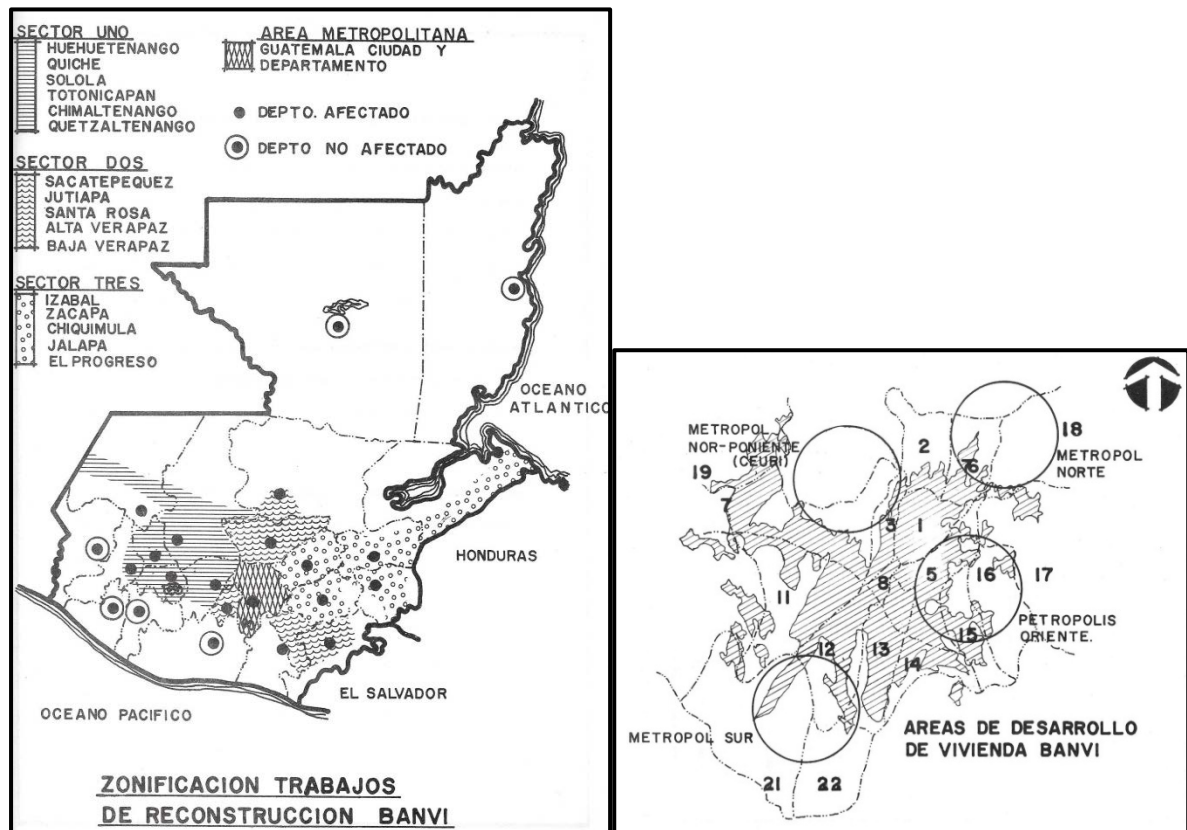 SECTOR UNO
HUEHUETENANGO
QUICHE
SOLOLA
TOTONICAPAN
CHIMALTENANGO
QUETZALTENANGO
SECTOR DOS
SACATEPEQUEZ
JUTIAPA
SANTA ROSA
ALTA VERAPAZ
BAJA VERAPAZ
SECTOR TRES
IZABAL
ZACAPA
CHIQUIMULA
JALAPA
EL PROGRESO
AREA METROPOLITANA
GUATEMALA CIUDAD Y
DEPARTAMENTO
DEPTO. AFECTADO
DEPTO NO AFECTADO
OCEANO
ATLANTICO
HONDURAS
EL SALVADOR
OCEANO PACIFICO
ZONIFICACION TRABAJOS
DE RECONSTRUCCION BANVI
METROPOL
NOR-PONIENTE
(CEURI)
2
18
METROPOL
NORTE
6
19
7
3
1
8
5
16
17
11
PETROPOLIS
ORIENTE.
15
12
13
14
METROPOL SUR
AREAS DE DESARROLLO
DE VIVIENDA BANVI
21
22